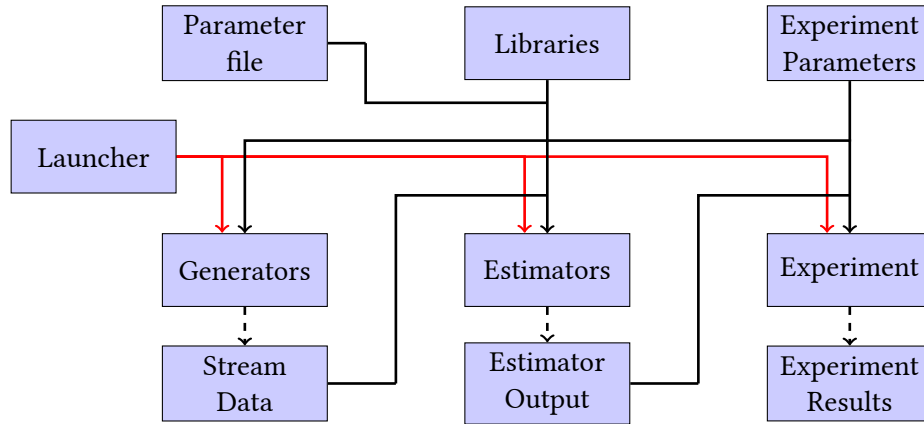 Parameter
file
Libraries
Experiment
Parameters
Launcher
Generators
Estimators
Experiment
Stream
Data
Estimator
Output
Experiment
Results